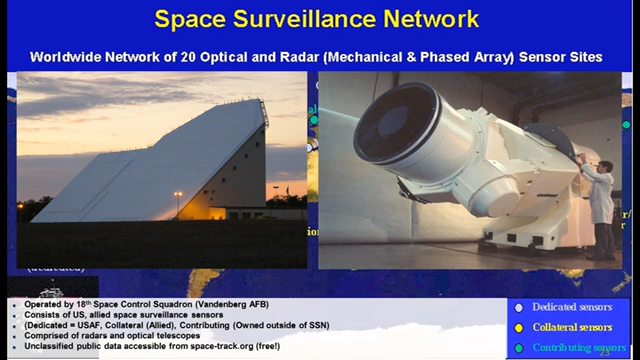 Space Surveillance Network
Worldwide Network of 20 Optical and Radar (Mechanical & Phased Array) Sensor Sites
(dedicated)
Operated by 18th Space Control Squadron (Vandenberg AFB)
Consists of US, allied space surveillance sensors
(Dedicated = USAF, Collateral (Allied), Contributing (Owned outside of SSN)
Comprised of radars and optical telescopes
Unclassified public data accessible from space-track.org (free!)
Dedicated sensors
Collateral sensors
Contributing sensors
23